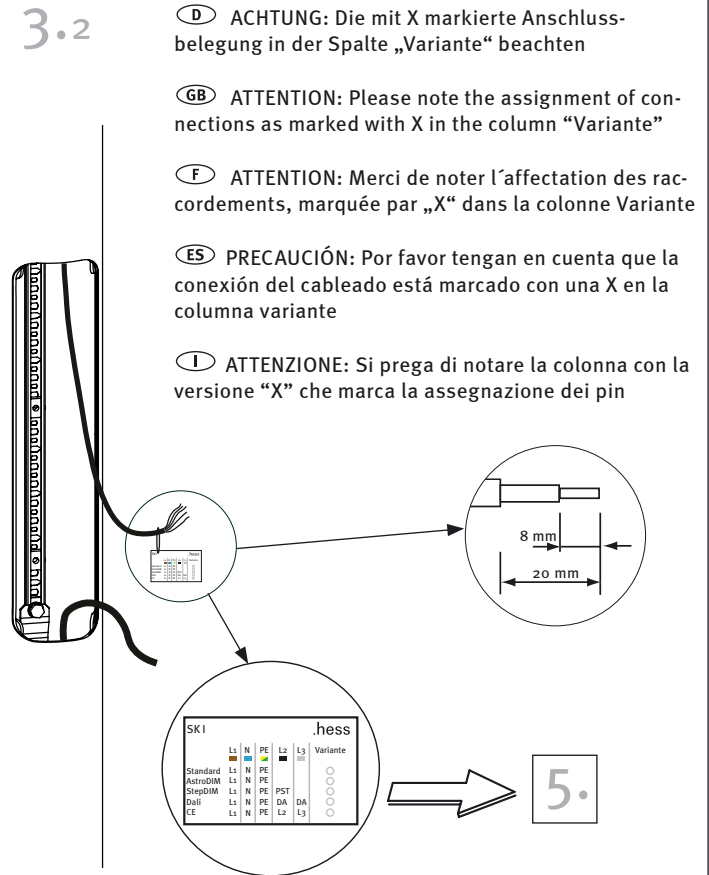 3.2
D ACHTUNG: Die mit X markierte Anschluss-
belegung in der Spalte „Variante“ beachten
GB ATTENTION: Please note the assignment of con-
nections as marked with X in the column “Variante”
F ATTENTION: Merci de noter l´affectation des rac-
cordements, marquée par „X“ dans la colonne Variante
ES PRECAUCIÓN: Por favor tengan en cuenta que la
conexión del cableado está marcado con una X en la
columna variante
I ATTENZIONE: Si prega di notare la colonna con la
versione “X” che marca la assegnazione dei pin
8 mm
20 mm
SKI .hess
L1 N PE L2 L3 Variante
Standard L1 N PE
AstroDIM L1 N PE
StepDIM L1 N PE PST
Dali L1 N PE DA DA
CE L1 N PE L2 L3
5.